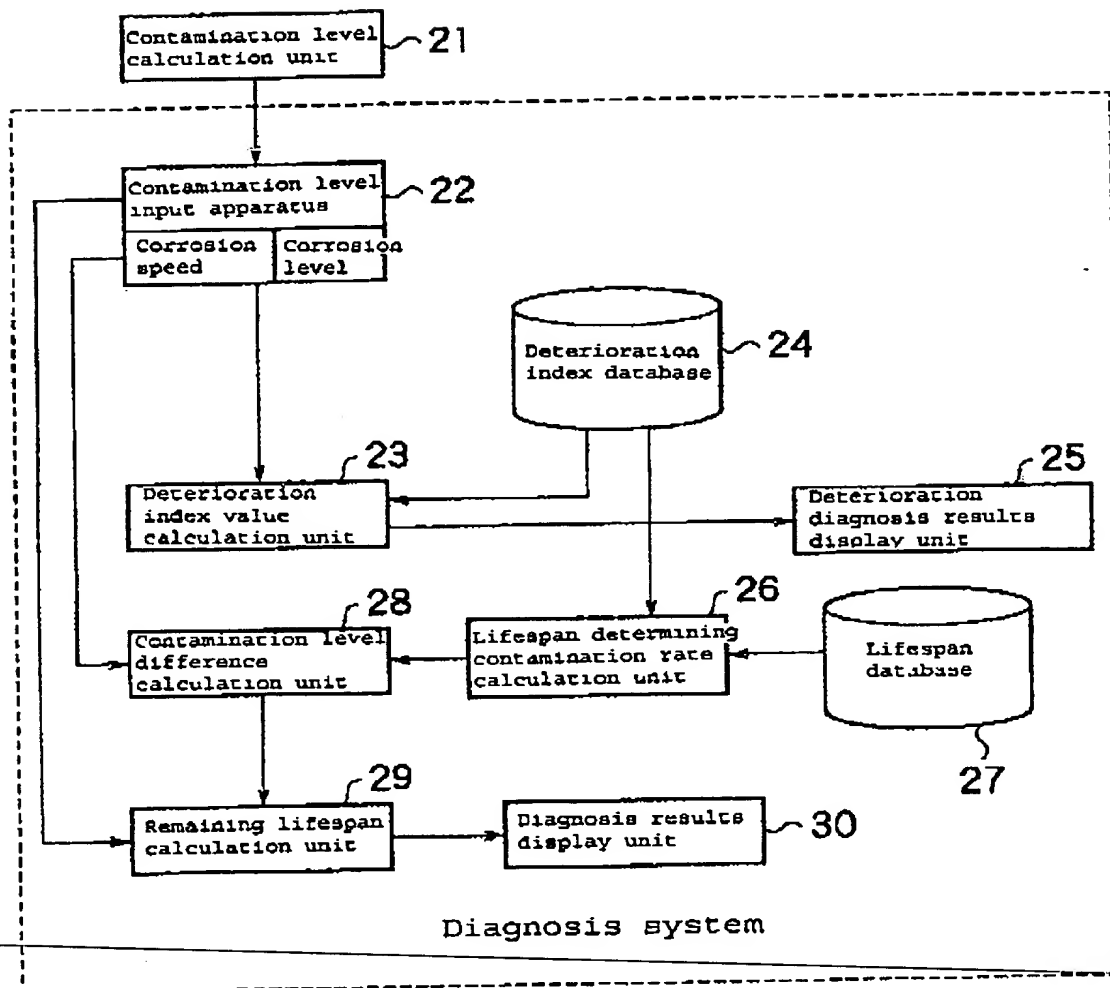 Contamination level
calculation unit
21
Contamination level
input apparatus
22
Corrosion
speed
Corrosion
level
Deterioration
index database
24
23
Deterioration
index value
calculation unit
25
Deterioration
diagnosis results
display unit
28
Contamination level
difference
calculation unit
26
Lifespan determining
contamination rate
calculation unit
Lifespan
database
27
29
Remaining lifespan
calculation unit
Diagnosis results
display unit
30
Diagnosis system